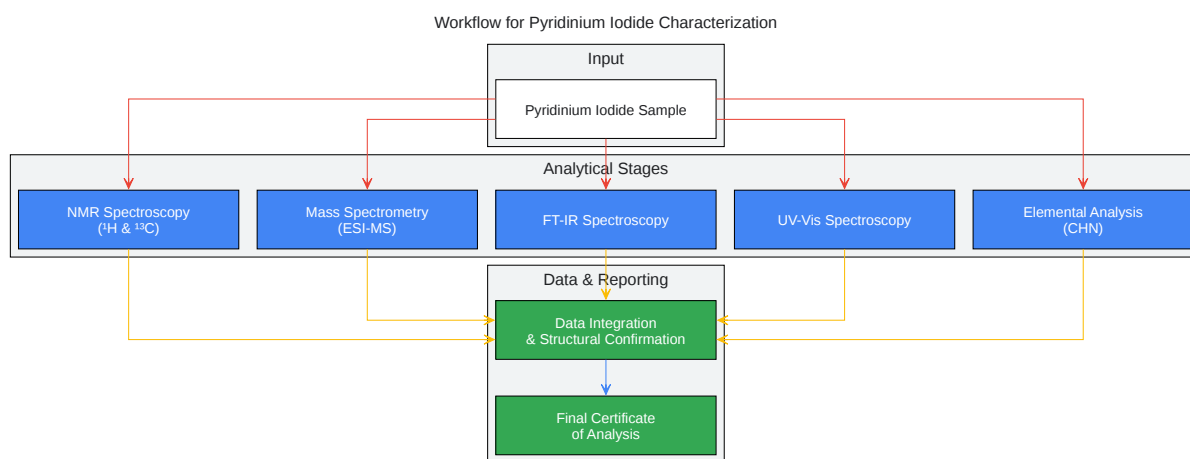 Workflow for Pyridinium Iodide Characterization
Input
Pyridinium Iodide Sample
Analytical Stages
NMR Spectroscopy
(¹H & ¹³C)
Mass Spectrometry
(ESI-MS)
FT-IR Spectroscopy
UV-Vis Spectroscopy
Elemental Analysis
(CHN)
Data & Reporting
Data Integration
& Structural Confirmation
Final Certificate
of Analysis